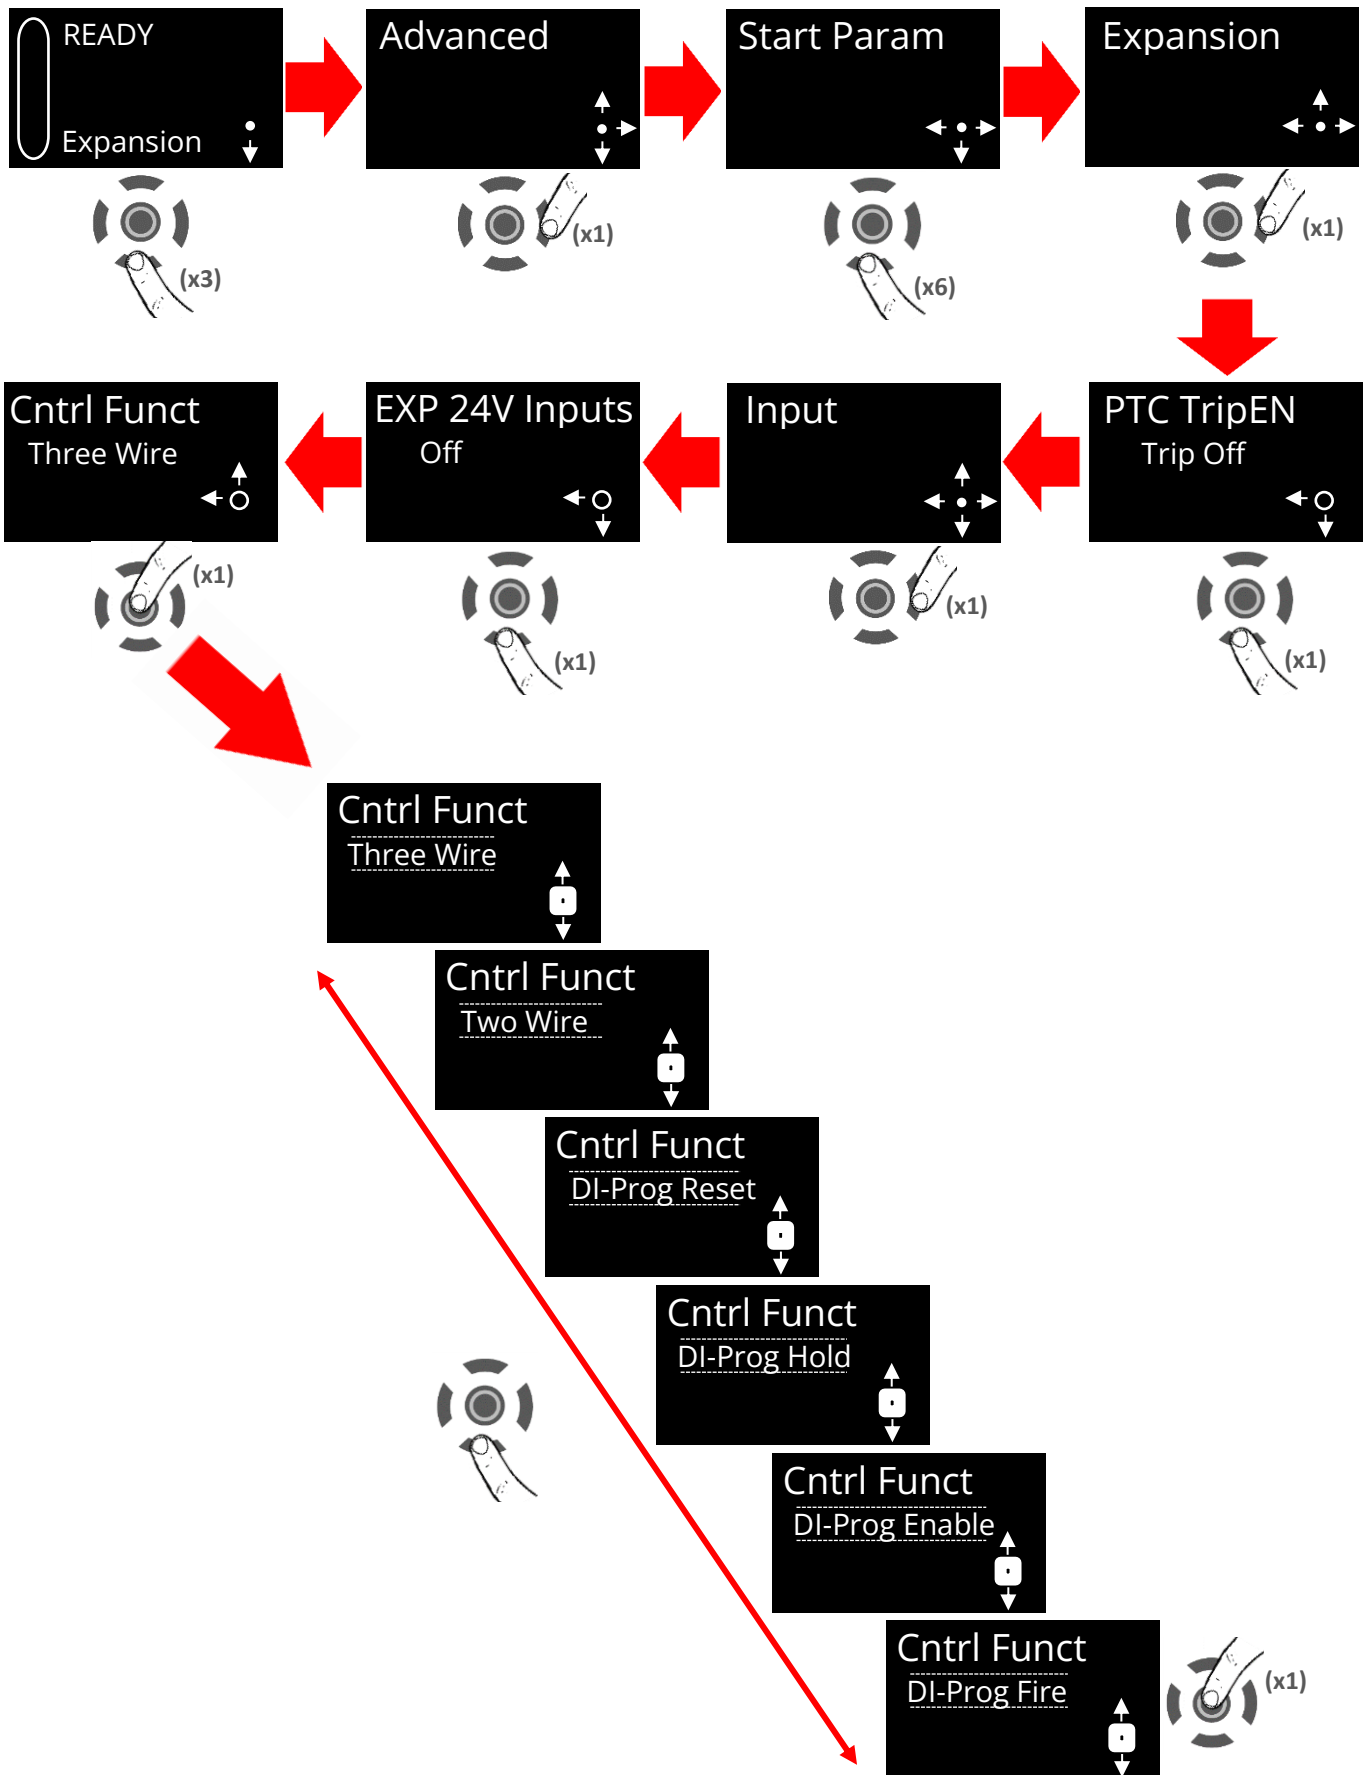 READY
Expansion
(x3)
Advanced
(x1)
Start Param
(x6)
Expansion
(x1)
PTC TripEN
Trip Off
(x1)
Input
(x1)
EXP 24V Inputs
Off
(x1)
Cntrl Funct
Three Wire
(x1)
Cntrl Funct
Three Wire
Cntrl Funct
Two Wire
Cntrl Funct
DI-Prog Reset
Cntrl Funct
DI-Prog Hold
Cntrl Funct
DI-Prog Enable
Cntrl Funct
DI-Prog Fire
(x1)